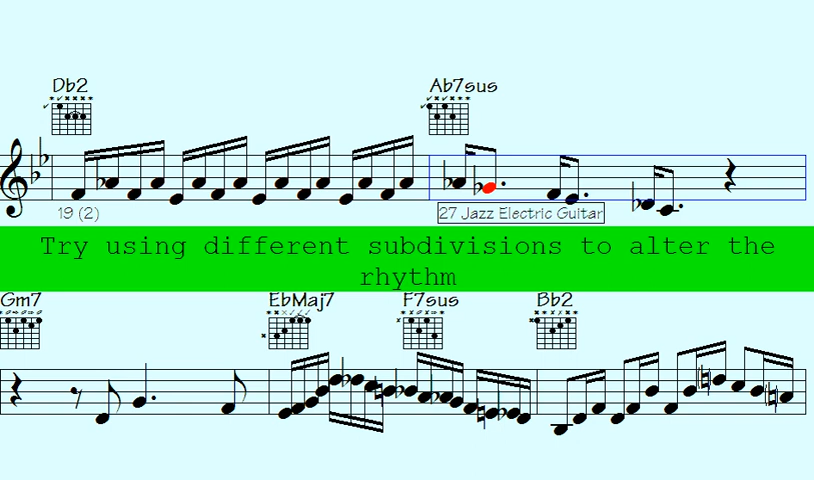 Db2 Ab7sus
19 (2) 27 Jazz Electric Guitar
Try using different subdivisions to alter the
rhythm
Gm7 EbMaj7 F7sus Bb2